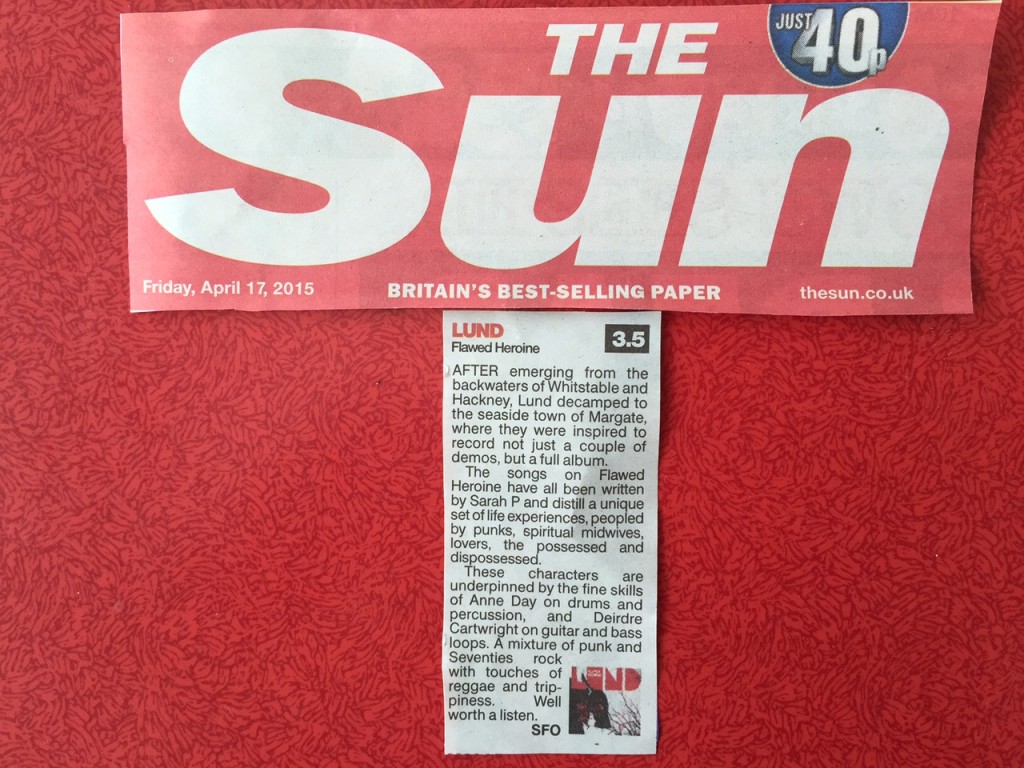 THE
JUST
40p
Sun
Friday, April 17, 2015
BRITAIN'S BEST-SELLING PAPER
thesun.co.uk
LUND
3.5
Flawed Heroine
AFTER emerging from the
backwaters of Whitstable and
Hackney, Lund decamped to
the seaside town of Margate,
where they were inspired to
record not just a couple of
demos, but a full album.
The songs on Flawed
Heroine have all been written
by Sarah P and distill a unique
set of life experiences, peopled
by punks, spiritual midwives,
lovers, the possessed and
dispossessed.
These characters are
underpinned by the fine skills
of Anne Day on drums and
percussion, and Deirdre
Cartwright on guitar and bass
loops. A mixture of punk and
Seventies rock
with touches of
reggae and trip-
piness. Well
worth a listen.
SFO
LUND